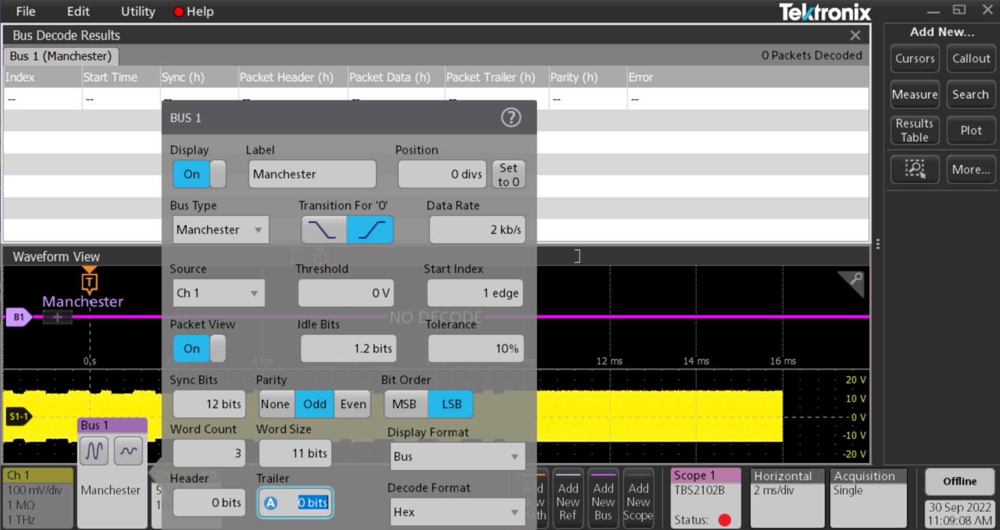 File Edit Utility Help
Tektronix
Bus Decode Results
Bus 1 (Manchester)
0 Packets Decoded
Index Start Time Sync (h) Packet Header (h) Packet Data (h) Packet Trailer (h) Parity (h) Error
-- -- -- -- -- -- -- --
BUS 1 ?
Display Label Position
On Manchester 0 divs Set to 0
Bus Type Transition For '0' Data Rate
Manchester 2 kb/s
Source Threshold Start Index
Ch 1 0 V 1 edge
Packet View Idle Bits Tolerance
On 1.2 bits 10%
Sync Bits Parity Bit Order
12 bits None Odd Even MSB LSB
Word Count Word Size Display Format
3 11 bits Bus
Header Trailer Decode Format
0 bits A 0 bits Hex
Waveform View
T
T
Manchester
B1 +
NO DECODE
0 s 4 ms 12 ms 14 ms 16 ms
20 V
10 V
0 V
-10 V
-20 V
S1-1
Ch 1
100 mV/div
1 MΩ
1 THz
Bus 1
Manchester
Add
New
Ref
Add
New
Bus
Add
New
Scope
Scope 1
TBS2102B
Status:
Horizontal
2 ms/div
Acquisition
Single
Offline
30 Sep 2022
11:09:08 AM
Add New...
Cursors Callout
Measure Search
Results
Table
Plot
More...